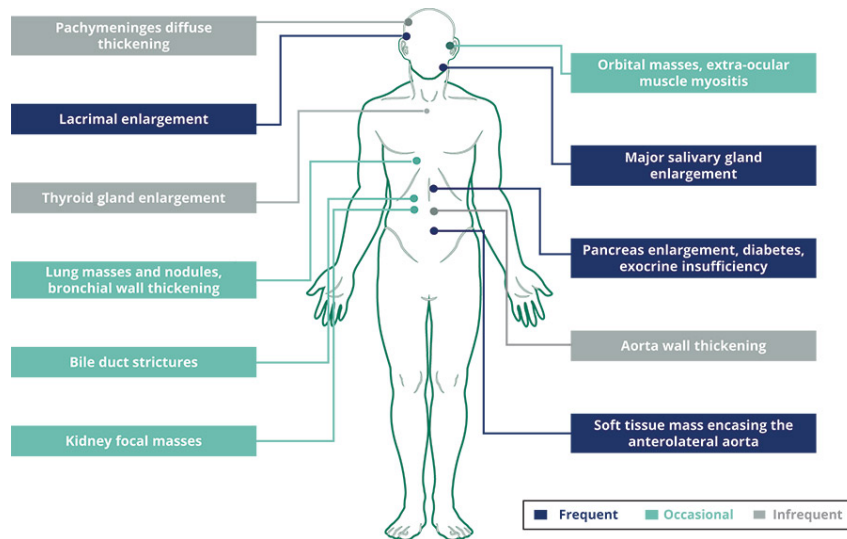 Pachymeninges diffuse
thickening
Lacrimal enlargement
Thyroid gland enlargement
Lung masses and nodules,
bronchial wall thickening
Bile duct strictures
Kidney focal masses
Orbital masses, extra-ocular
muscle myositis
Major salivary gland
enlargement
Pancreas enlargement, diabetes,
exocrine insufficiency
Aorta wall thickening
Soft tissue mass encasing the
anterolateral aorta
Frequent Occasional Infrequent